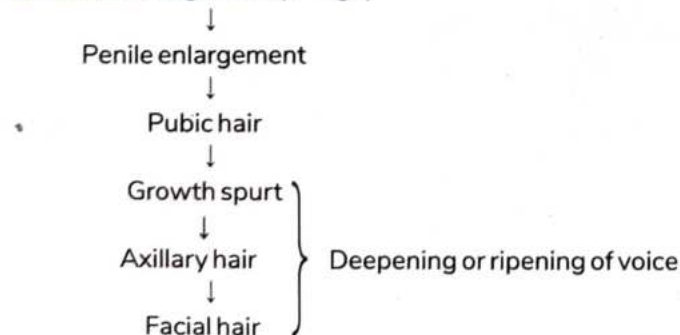 ↓
Penile enlargement
↓
Pubic hair
↓
Growth spurt
↓
Axillary hair
Deepening or ripening of voice
↓
Facial hair